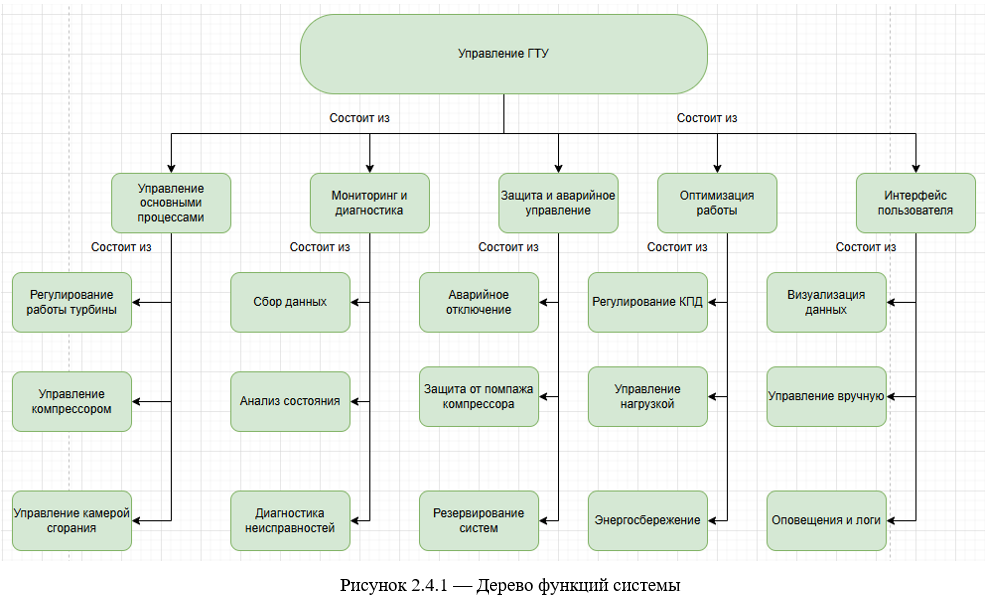 Управление ГТУ
Состоит из
Состоит из
Управление
основными
процессами
Мониторинг и
диагностика
Защита и аварийное
управление
Оптимизация
работы
Интерфейс
пользователя
Состоит из
Состоит из
Состоит из
Состоит из
Состоит из
Регулирование
работы турбины
Сбор данных
Аварийное
отключение
Регулирование КПД
Визуализация
данных
Управление
компрессором
Анализ состояния
Защита от помпажа
компрессора
Управление
нагрузкой
Управление вручную
Управление камерой
сгорания
Диагностика
неисправностей
Резервирование
систем
Энергосбережение
Оповещения и логи
Рисунок 2.4.1 — Дерево функций системы